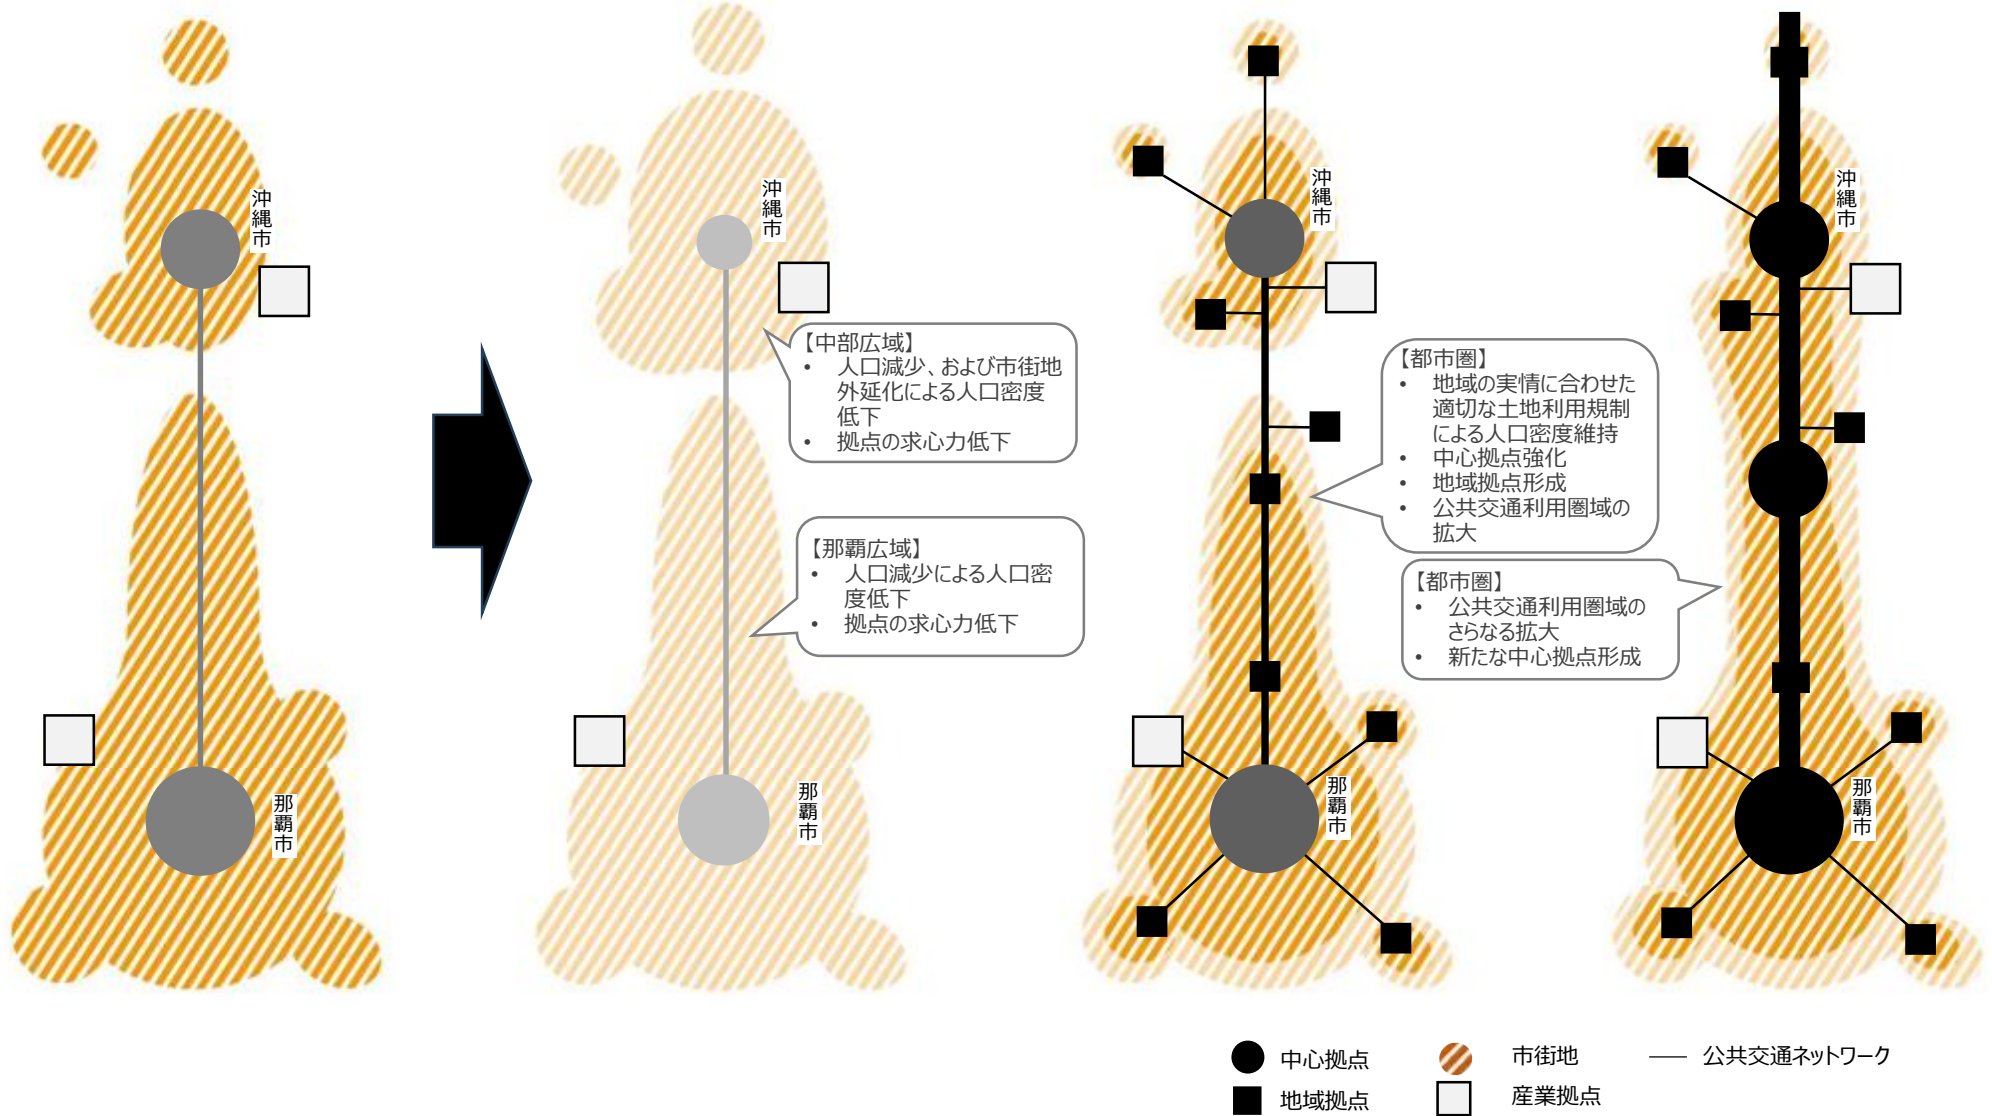 沖縄市
那覇市
沖縄市
【中部広域】
• 人口減少、および市街地
外延化による人口密度
低下
• 拠点の求心力低下
【那覇広域】
• 人口減少による人口密
度低下
• 拠点の求心力低下
那覇市
沖縄市
【都市圏】
• 地域の実情に合わせた
適切な土地利用規制
による人口密度維持
• 中心拠点強化
• 地域拠点形成
• 公共交通利用圏域の
拡大
那覇市
沖縄市
【都市圏】
• 公共交通利用圏域の
さらなる拡大
• 新たな中心拠点形成
那覇市
中心拠点
市街地
公共交通ネットワーク
地域拠点
産業拠点